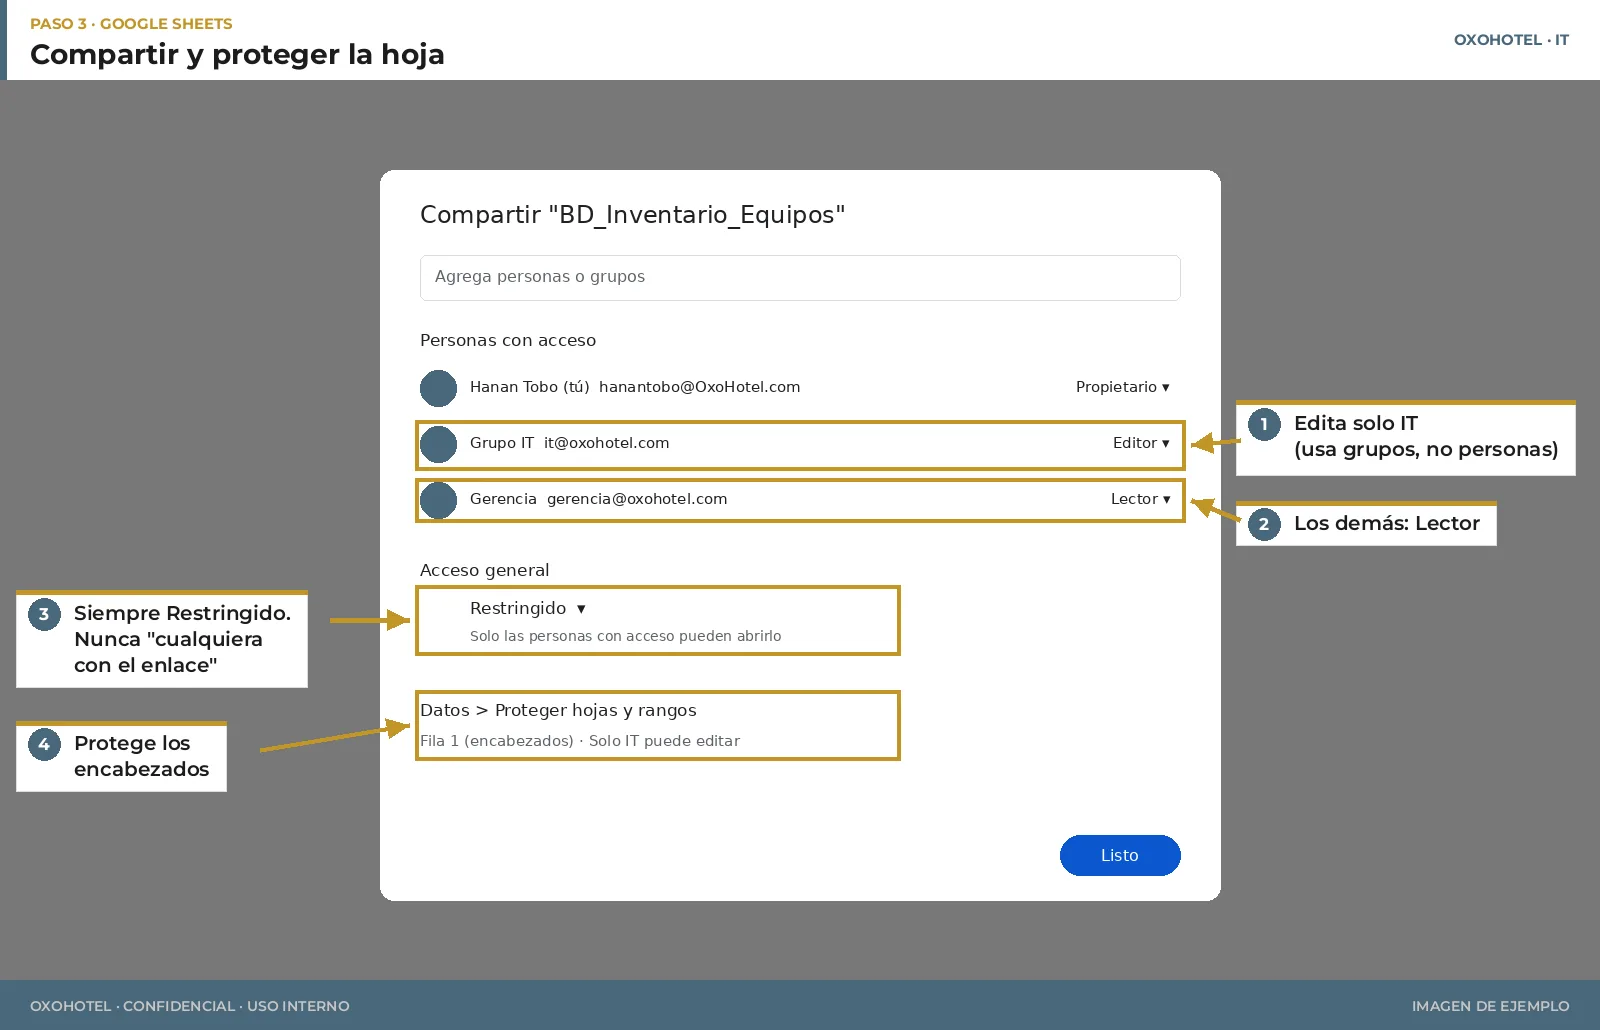 PASO 3 · GOOGLE SHEETS
Compartir y proteger la hoja
OXOHOTEL · IT
Compartir "BD_Inventario_Equipos"
Agrega personas o grupos
Personas con acceso
Hanan Tobo (tú)  hanantobo@OxoHotel.com
Propietario ▾
Grupo IT  it@oxohotel.com
Editor ▾
Gerencia  gerencia@oxohotel.com
Lector ▾
1
Edita solo IT
(usa grupos, no personas)
2
Los demás: Lector
Acceso general
Restringido ▾
Solo las personas con acceso pueden abrirlo
3
Siempre Restringido.
Nunca "cualquiera
con el enlace"
Datos > Proteger hojas y rangos
Fila 1 (encabezados) · Solo IT puede editar
4
Protege los
encabezados
Listo
OXOHOTEL · CONFIDENCIAL · USO INTERNO
IMAGEN DE EJEMPLO